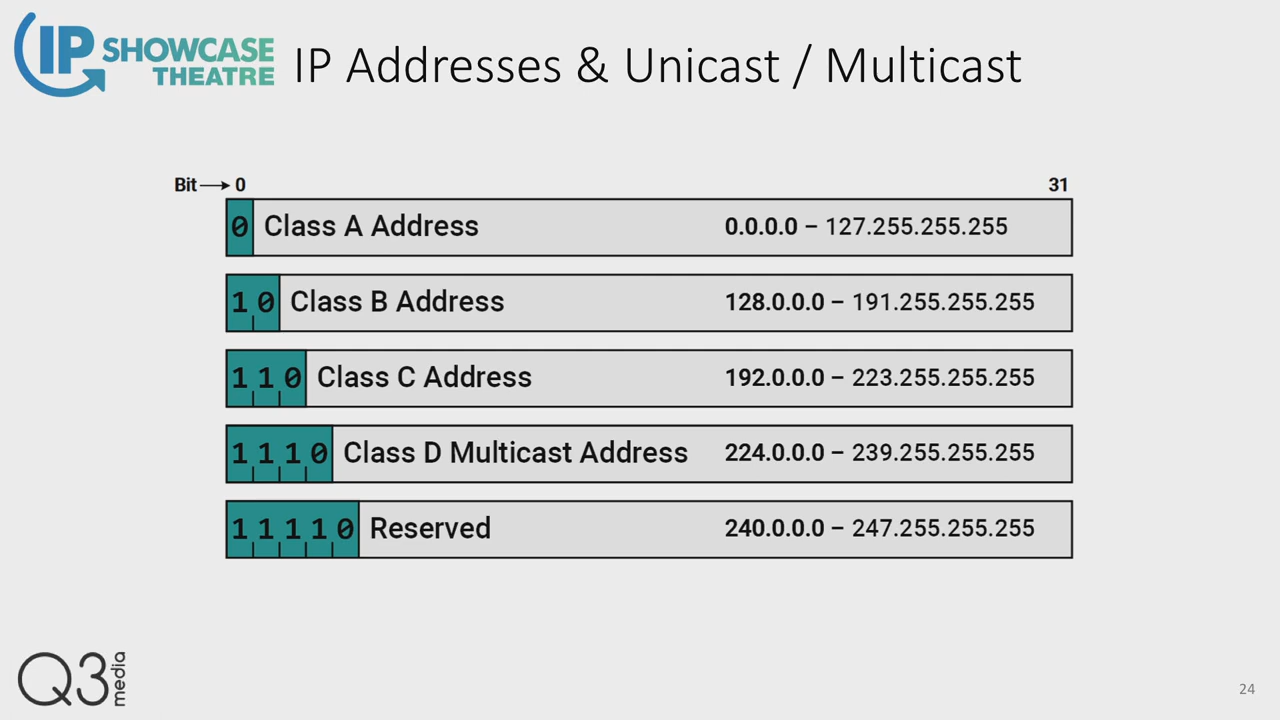 IP SHOWCASE
THEATRE
IP Addresses & Unicast / Multicast
Bit 0 31
0 Class A Address 0.0.0.0 – 127.255.255.255
1 0 Class B Address 128.0.0.0 – 191.255.255.255
1 1 0 Class C Address 192.0.0.0 – 223.255.255.255
1 1 1 0 Class D Multicast Address 224.0.0.0 – 239.255.255.255
1 1 1 1 0 Reserved 240.0.0.0 – 247.255.255.255
Q3 media
24